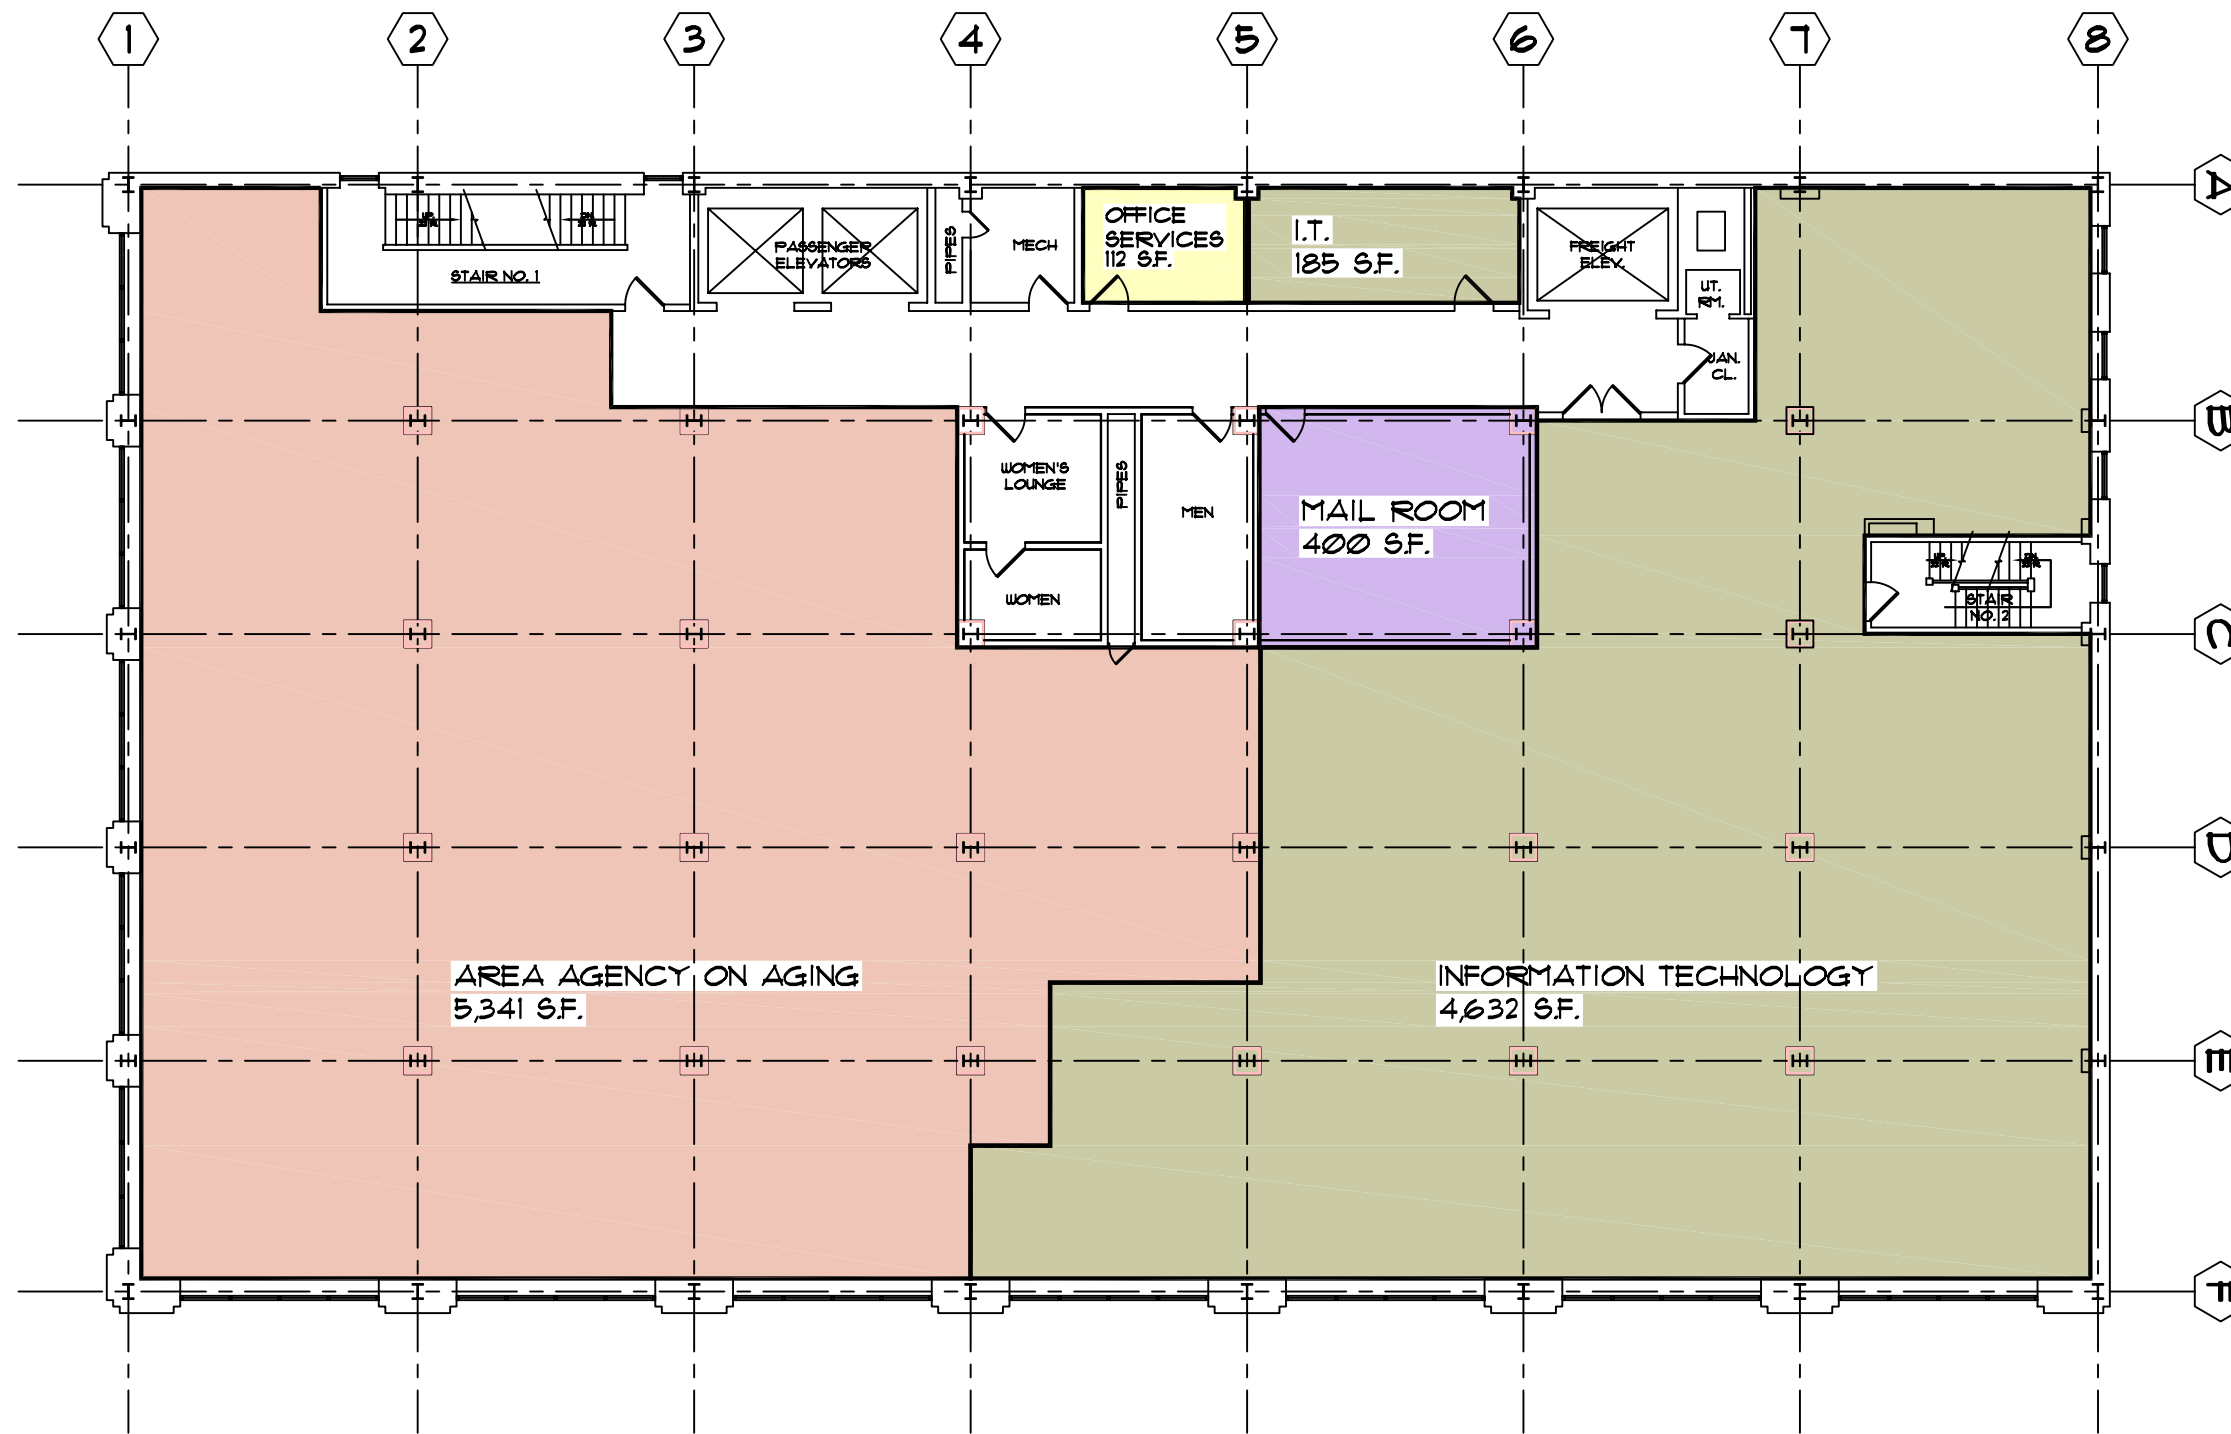 1 2 3 4 5 6 7 8
A
B
C
D
E
F
STAIR NO. 1
PASSENGER
ELEVATORS
PIPES
MECH
OFFICE
SERVICES
112 S.F.
I.T.
185 S.F.
FREIGHT
ELEV.
UT.
RM.
JAN.
CL.
WOMEN'S
LOUNGE
PIPES
MEN
WOMEN
MAIL ROOM
400 S.F.
UP
DN
STAIR
NO. 2
AREA AGENCY ON AGING
5,341 S.F.
INFORMATION TECHNOLOGY
4,632 S.F.